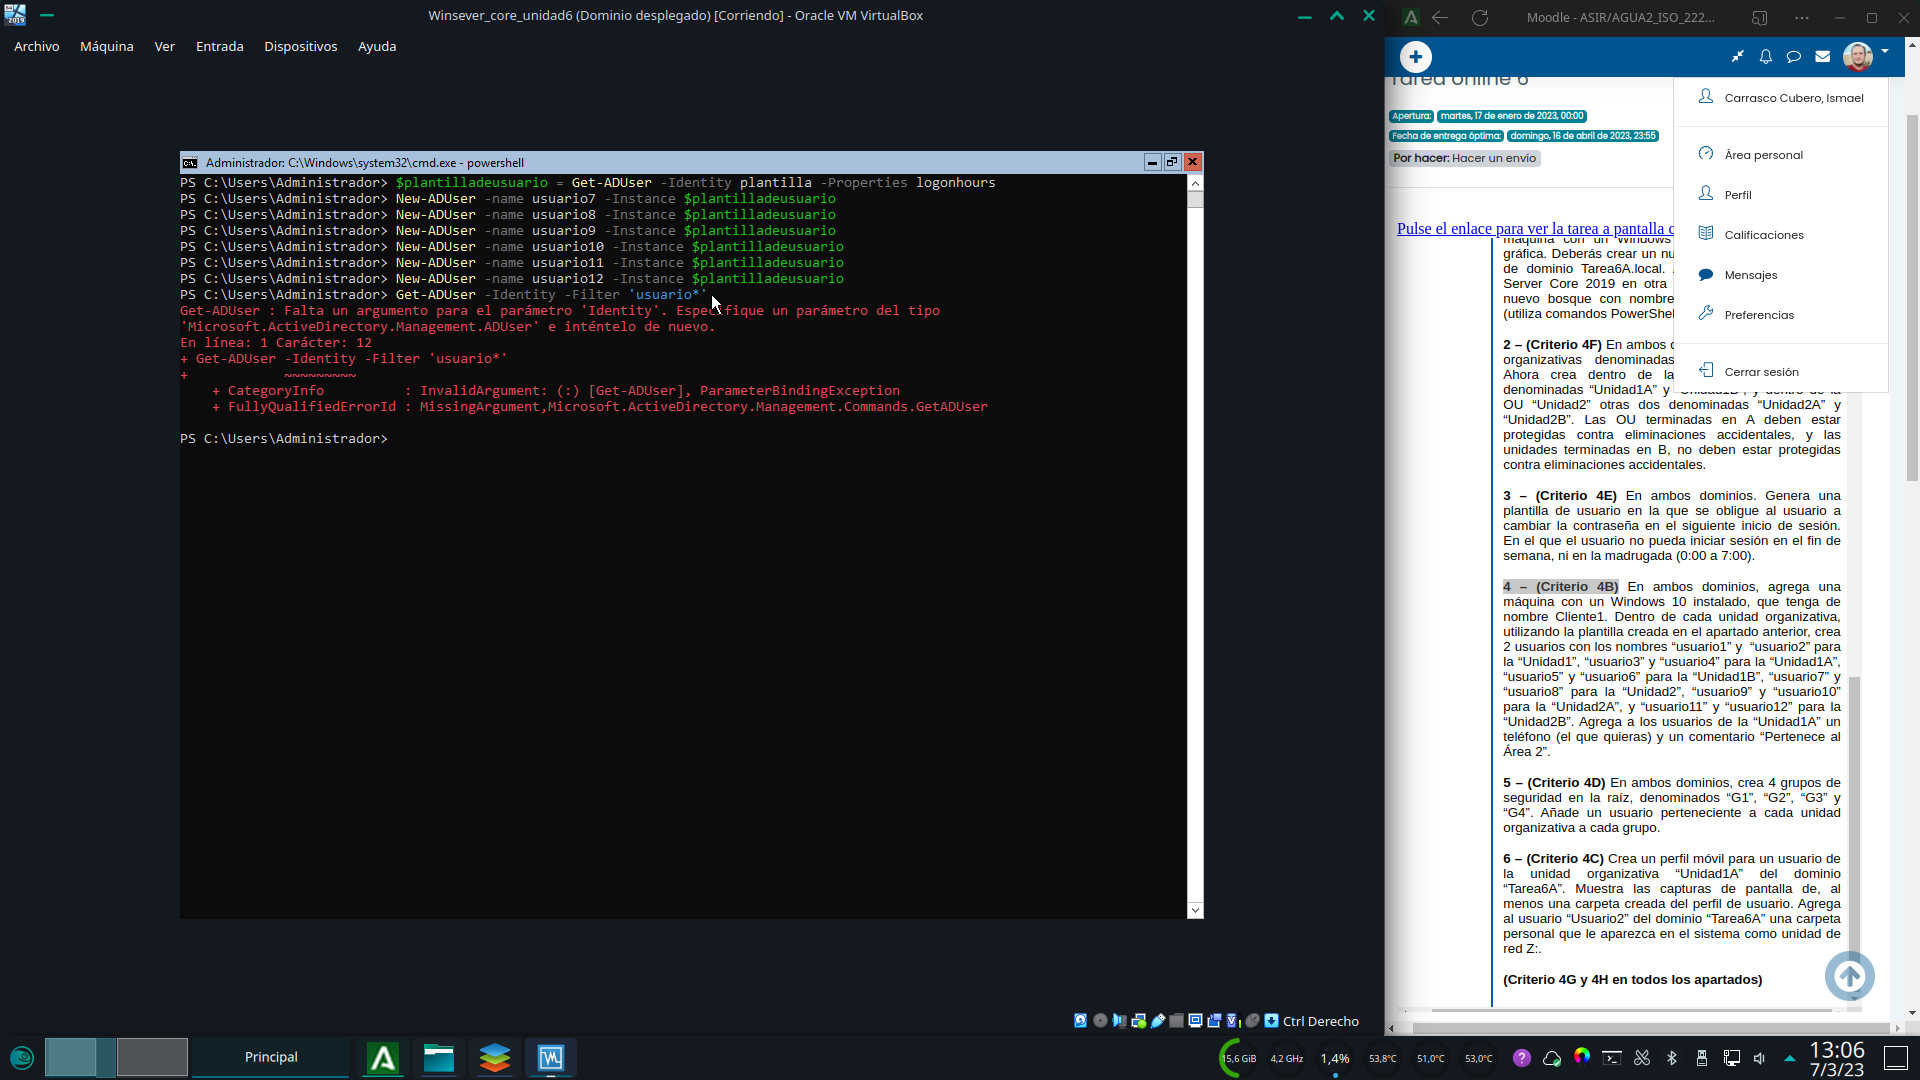 Winsever_core_unidad6 (Dominio desplegado) [Corriendo] - Oracle VM VirtualBox
Archivo Máquina Ver Entrada Dispositivos Ayuda
Administrador: C:\Windows\system32\cmd.exe - powershell
PS C:\Users\Administrador> $plantilladeusuario = Get-ADUser -Identity plantilla -Properties logonhours
PS C:\Users\Administrador> New-ADUser -name usuario7 -Instance $plantilladeusuario
PS C:\Users\Administrador> New-ADUser -name usuario8 -Instance $plantilladeusuario
PS C:\Users\Administrador> New-ADUser -name usuario9 -Instance $plantilladeusuario
PS C:\Users\Administrador> New-ADUser -name usuario10 -Instance $plantilladeusuario
PS C:\Users\Administrador> New-ADUser -name usuario11 -Instance $plantilladeusuario
PS C:\Users\Administrador> New-ADUser -name usuario12 -Instance $plantilladeusuario
PS C:\Users\Administrador> Get-ADUser -Identity -Filter 'usuario*'
Get-ADUser : Falta un argumento para el parámetro 'Identity'. Especifique un parámetro del tipo
'Microsoft.ActiveDirectory.Management.ADUser' e inténtelo de nuevo.
En línea: 1 Carácter: 12
+ Get-ADUser -Identity -Filter 'usuario*'
+            ~~~~~~~~~
    + CategoryInfo          : InvalidArgument: (:) [Get-ADUser], ParameterBindingException
    + FullyQualifiedErrorId : MissingArgument,Microsoft.ActiveDirectory.Management.Commands.GetADUser
PS C:\Users\Administrador>
Ctrl Derecho
Moodle - ASIR/AGUA2_ISO_222...
Tarea online 6
Apertura: martes, 17 de enero de 2023, 00:00
Fecha de entrega óptima: domingo, 16 de abril de 2023, 23:55
Por hacer: Hacer un envío
Carrasco Cubero, Ismael
Área personal
Perfil
Calificaciones
Mensajes
Preferencias
Cerrar sesión
Pulse el enlace para ver la tarea a pantalla c
máquina con un Windows
gráfica. Deberás crear un nu
de dominio Tarea6A.local.
Server Core 2019 en otra
nuevo bosque con nombre
(utiliza comandos PowerShel
2 – (Criterio 4F) En ambos
organizativas denominadas
Ahora crea dentro de la
denominadas “Unidad1A” y “Unidad1B”, y dentro de la
OU “Unidad2” otras dos denominadas “Unidad2A” y
“Unidad2B”. Las OU terminadas en A deben estar
protegidas contra eliminaciones accidentales, y las
unidades terminadas en B, no deben estar protegidas
contra eliminaciones accidentales.
3 – (Criterio 4E) En ambos dominios. Genera una
plantilla de usuario en la que se obligue al usuario a
cambiar la contraseña en el siguiente inicio de sesión.
En el que el usuario no pueda iniciar sesión en el fin de
semana, ni en la madrugada (0:00 a 7:00).
4 – (Criterio 4B) En ambos dominios, agrega una
máquina con un Windows 10 instalado, que tenga de
nombre Cliente1. Dentro de cada unidad organizativa,
utilizando la plantilla creada en el apartado anterior, crea
2 usuarios con los nombres “usuario1” y “usuario2” para
la “Unidad1”, “usuario3” y “usuario4” para la “Unidad1A”,
“usuario5” y “usuario6” para la “Unidad1B”, “usuario7” y
“usuario8” para la “Unidad2”, “usuario9” y “usuario10”
para la “Unidad2A”, y “usuario11” y “usuario12” para la
“Unidad2B”. Agrega a los usuarios de la “Unidad1A” un
teléfono (el que quieras) y un comentario “Pertenece al
Área 2”.
5 – (Criterio 4D) En ambos dominios, crea 4 grupos de
seguridad en la raíz, denominados “G1”, “G2”, “G3” y
“G4”. Añade un usuario perteneciente a cada unidad
organizativa a cada grupo.
6 – (Criterio 4C) Crea un perfil móvil para un usuario de
la unidad organizativa “Unidad1A” del dominio
“Tarea6A”. Muestra las capturas de pantalla de, al
menos una carpeta creada del perfil de usuario. Agrega
al usuario “Usuario2” del dominio “Tarea6A” una carpeta
personal que le aparezca en el sistema como unidad de
red Z:.
(Criterio 4G y 4H en todos los apartados)
Principal
15,6 GiB 4,2 GHz 1,4% 53,8°C 51,0°C 53,0°C
13:06
7/3/23